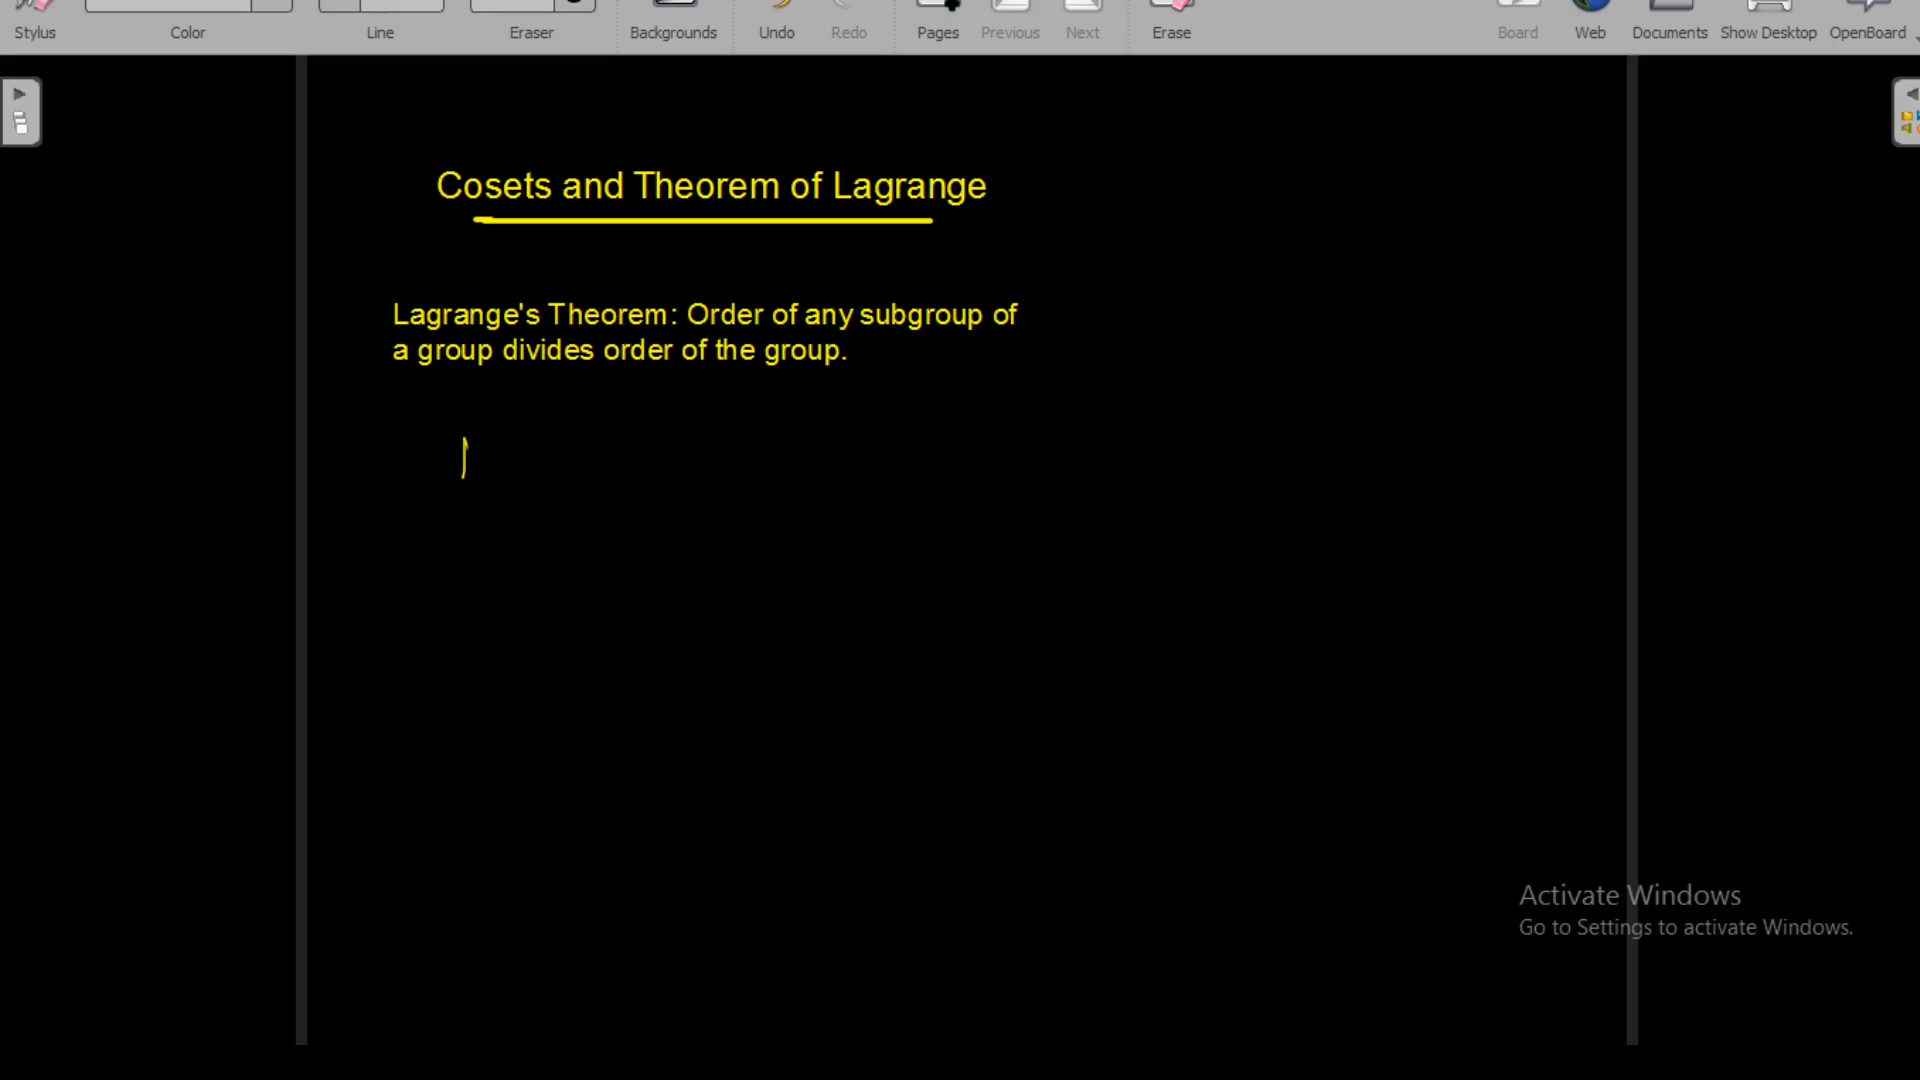 Stylus Color Line Eraser Backgrounds Undo Redo Pages Previous Next Erase Board Web Documents Show Desktop OpenBoard
Cosets and Theorem of Lagrange
Lagrange's Theorem: Order of any subgroup of
a group divides order of the group.
Activate Windows
Go to Settings to activate Windows.